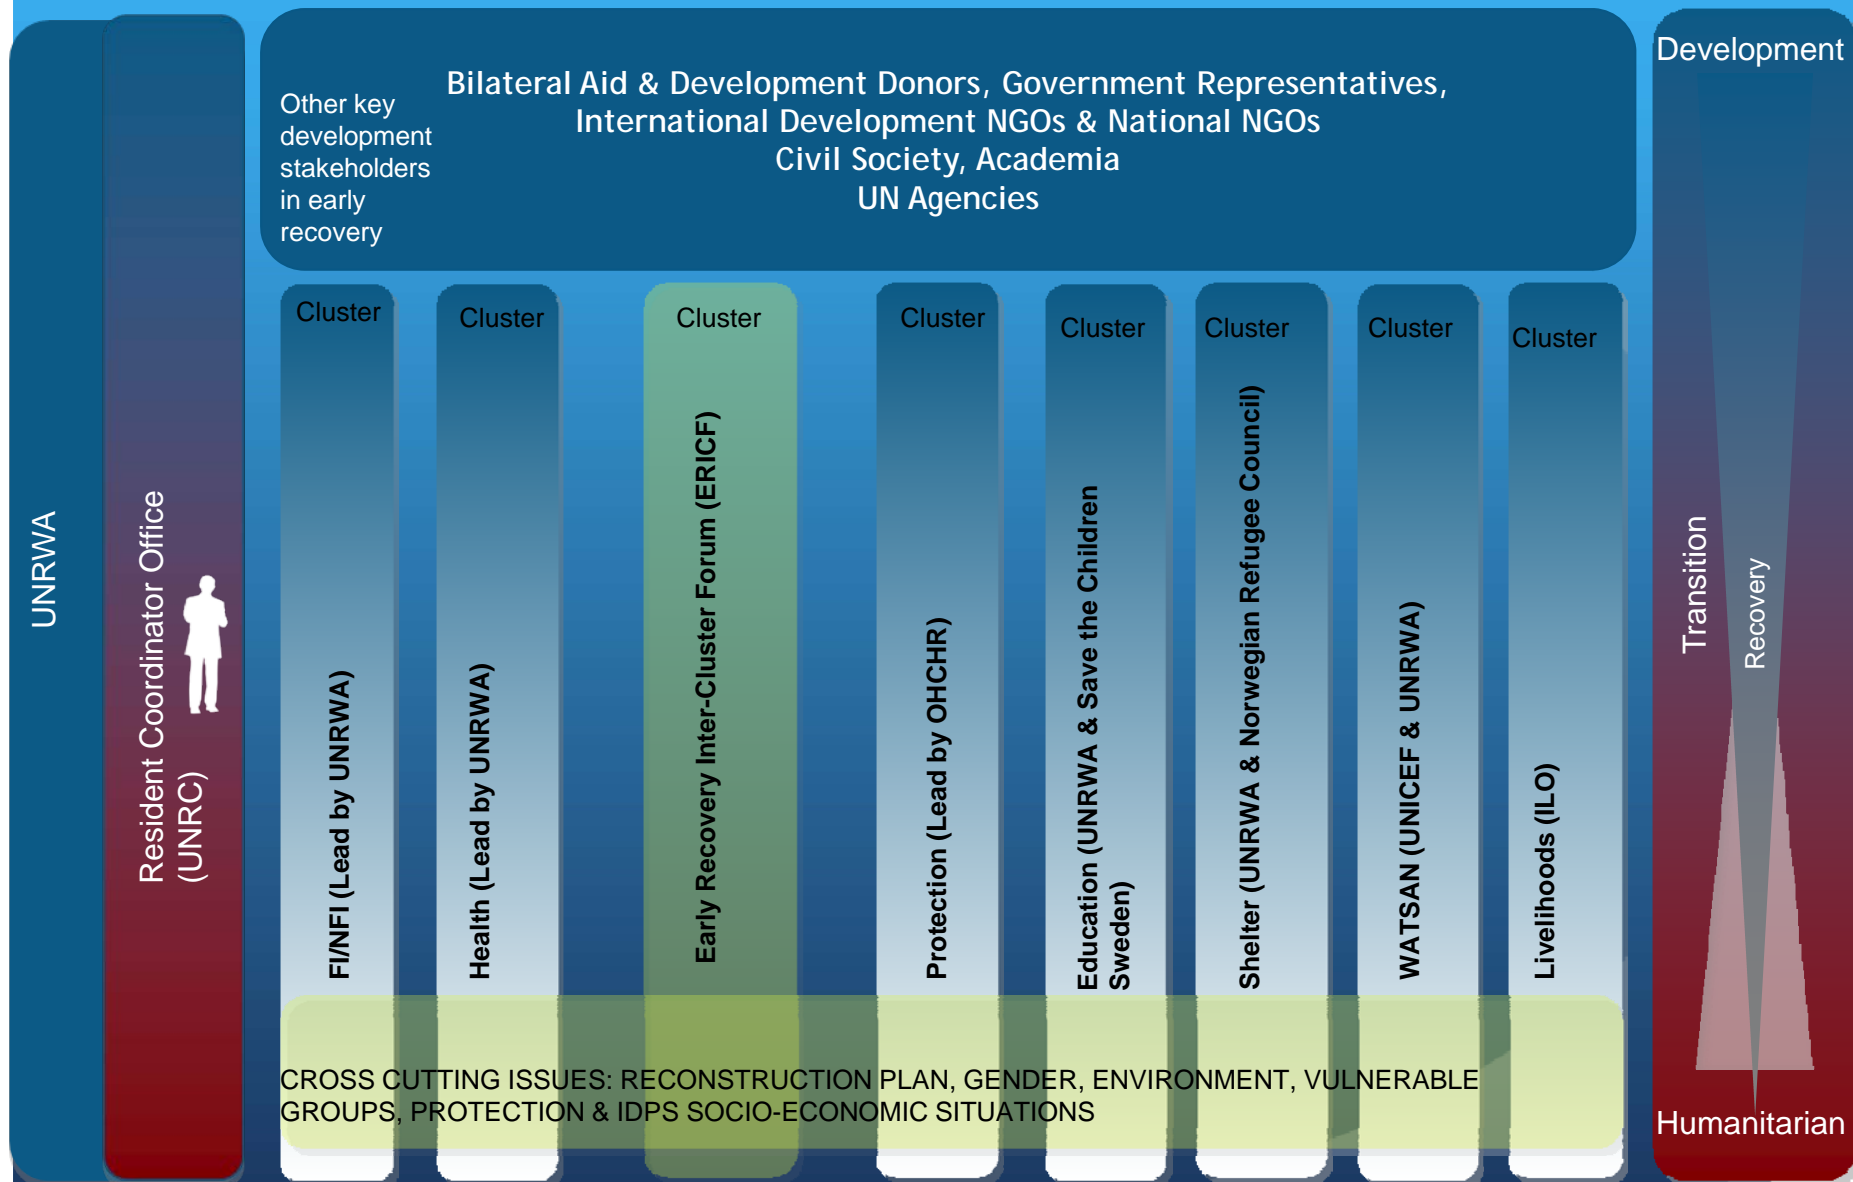 UNRWA
Resident Coordinator Office
(UNRC)
Other key
development
stakeholders
in early
recovery
Bilateral Aid & Development Donors, Government Representatives,
International Development NGOs & National NGOs
Civil Society, Academia
UN Agencies
Cluster
FI/NFI (Lead by UNRWA)
Cluster
Health (Lead by UNRWA)
Cluster
Early Recovery Inter-Cluster Forum (ERICF)
Cluster
Protection (Lead by OHCHR)
Cluster
Education (UNRWA & Save the Children
Sweden)
Cluster
Shelter (UNRWA & Norwegian Refugee Council)
Cluster
WATSAN (UNICEF & UNRWA)
Cluster
Livelihoods (ILO)
CROSS CUTTING ISSUES: RECONSTRUCTION PLAN, GENDER, ENVIRONMENT, VULNERABLE
GROUPS, PROTECTION & IDPS SOCIO-ECONOMIC SITUATIONS
Development
Transition
Recovery
Humanitarian